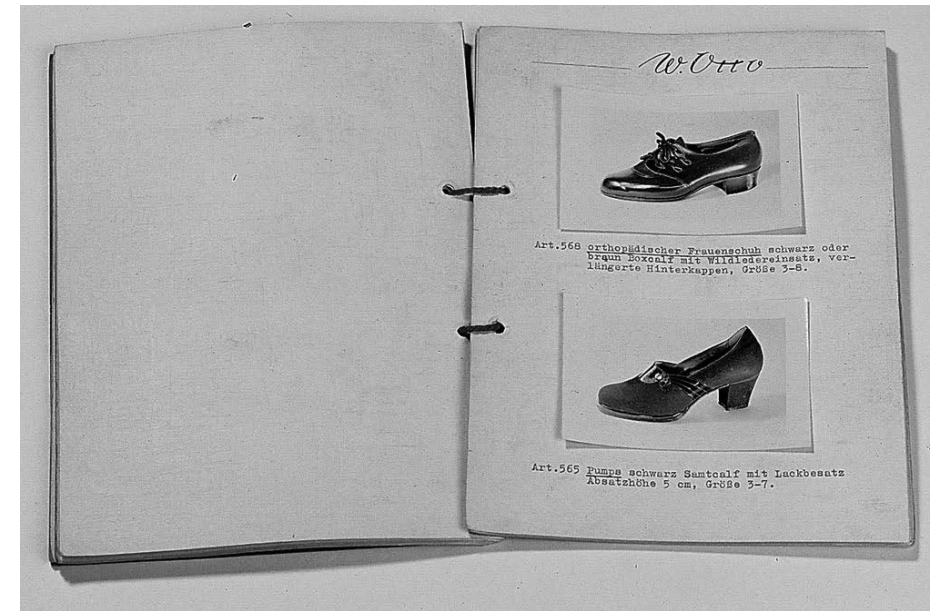 W. Otto
Art.568 orthopädischer Frauenschuh schwarz oder
braun Boxcalf mit Wildledereinsatz, ver-
längerte Hinterkappen, Größe 3-8.
Art.565 Pumps schwarz Samtcalf mit Lackbesatz
Absatzhöhe 5 cm, Größe 3-7.